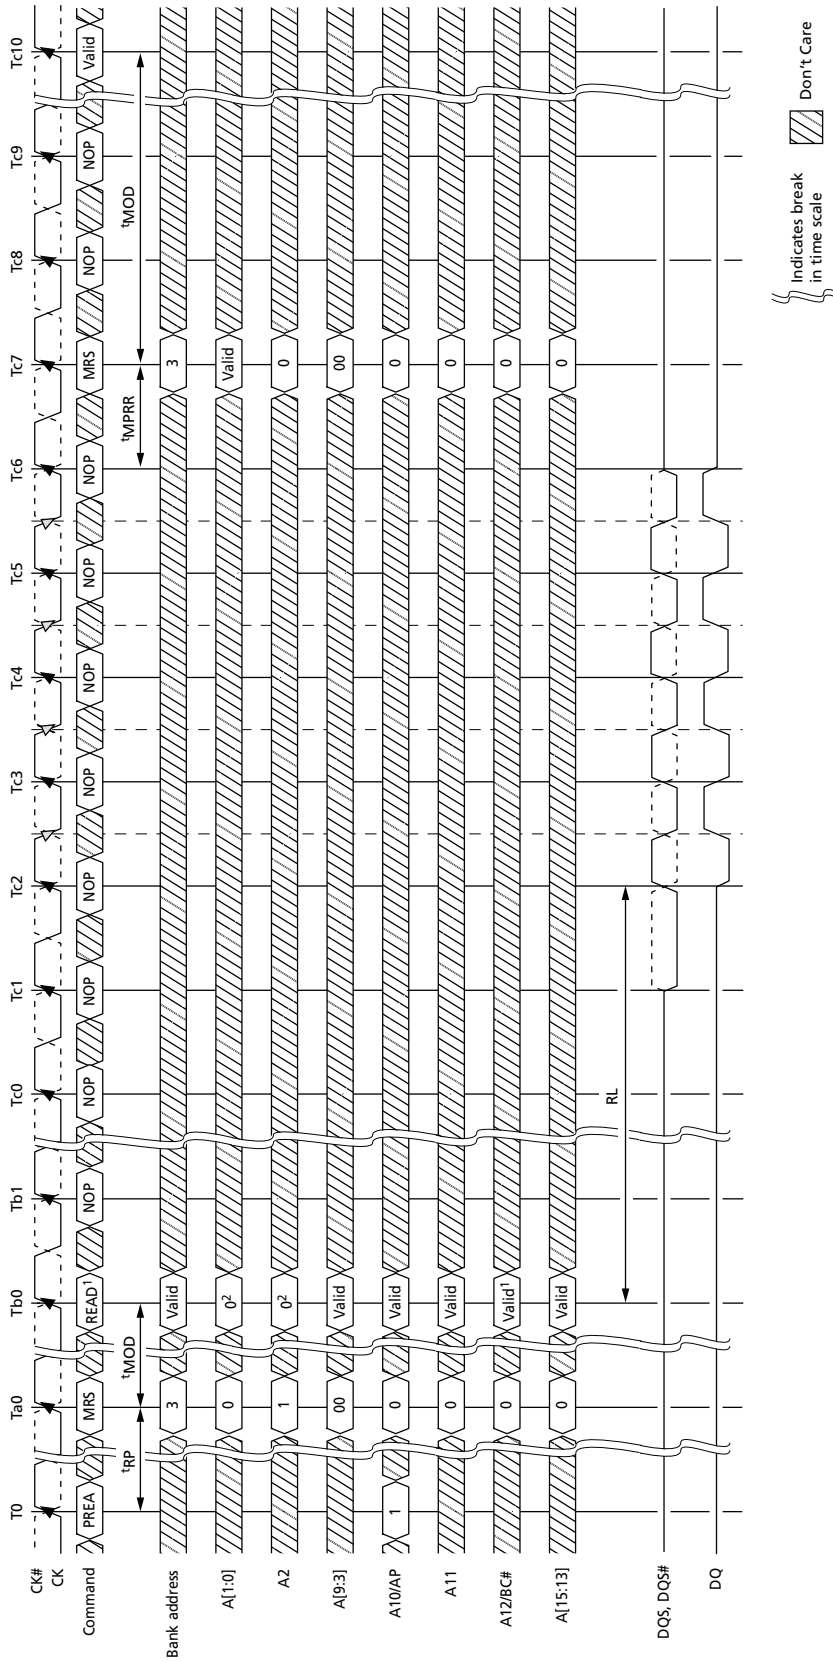 T0 Ta0 Tb0 Tb1 Tc0 Tc1 Tc2 Tc3 Tc4 Tc5 Tc6 Tc7 Tc8 Tc9 Tc10
CK#
CK
Command PREA MRS READ¹ NOP NOP NOP NOP NOP NOP NOP NOP MRS NOP NOP Valid
tRP tMOD tMPRR tMOD
Bank address 3 Valid 3
A[1:0] 0 0² Valid
A2 1 0² 0
A[9:3] 00 Valid 00
A10/AP 1 0 Valid 0
A11 0 Valid 0
A12/BC# 0 Valid¹ 0
A[15:13] 0 Valid 0
RL
DQS, DQS#
DQ
Indicates break
in time scale
Don't Care